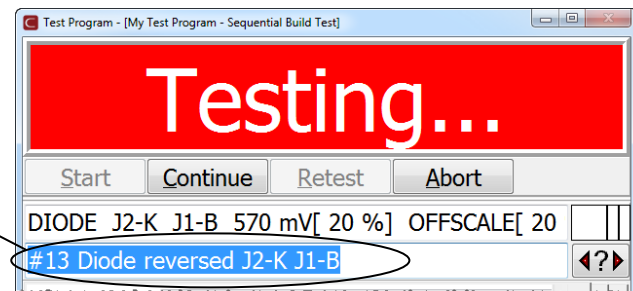 Test Program - [My Test Program - Sequential Build Test]
Testing...
Start Continue Retest Abort
DIODE J2-K J1-B 570 mV[ 20 %] OFFSCALE[ 20
#13 Diode reversed J2-K J1-B
?